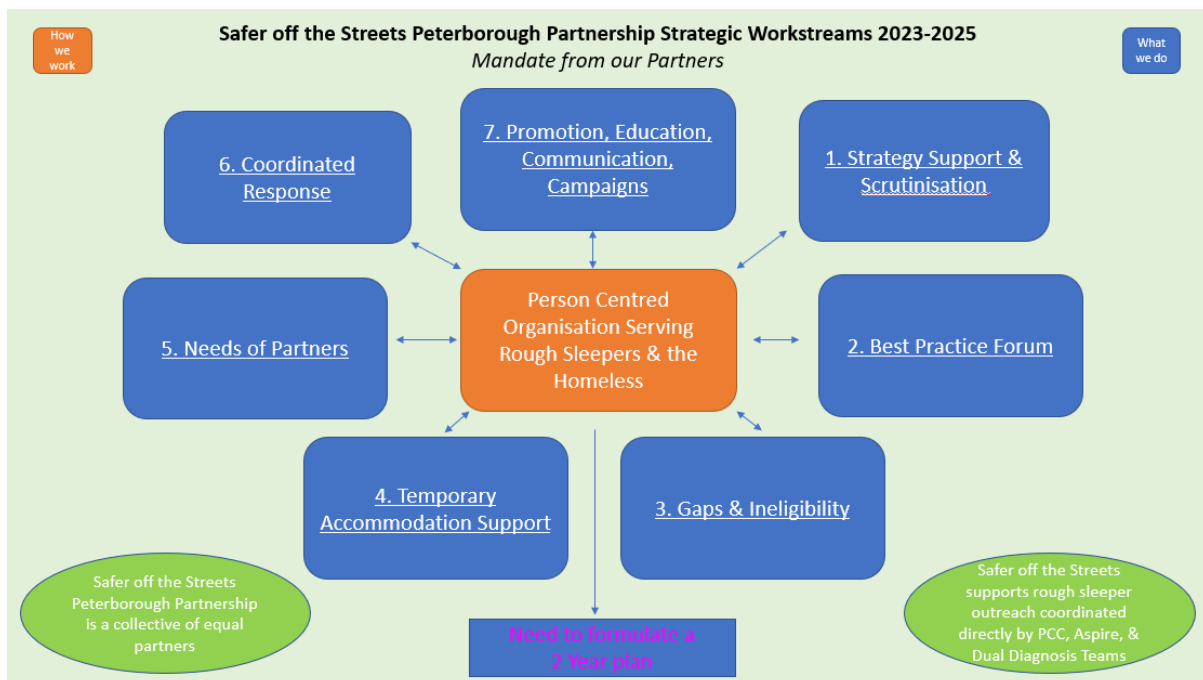 How
we
work
Safer off the Streets Peterborough Partnership Strategic Workstreams 2023-2025
Mandate from our Partners
What
we do
7. Promotion, Education,
Communication,
Campaigns
6. Coordinated
Response
1. Strategy Support &
Scrutinisation
Person Centred
Organisation Serving
Rough Sleepers & the
Homeless
5. Needs of Partners
2. Best Practice Forum
4. Temporary
Accommodation Support
3. Gaps & Ineligibility
Safer off the Streets
Peterborough Partnership
is a collective of equal
partners
Need to formulate a
2 Year plan
Safer off the Streets
supports rough sleeper
outreach coordinated
directly by PCC, Aspire, &
Dual Diagnosis Teams